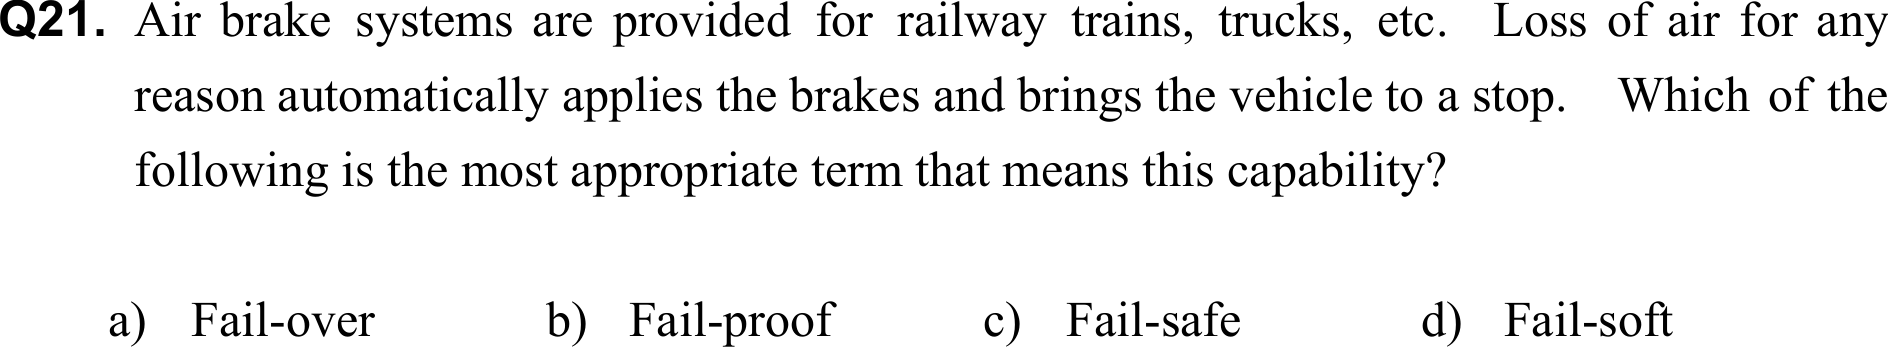 Q21. Air brake systems are provided for railway trains, trucks, etc. Loss of air for any
reason automatically applies the brakes and brings the vehicle to a stop. Which of the
following is the most appropriate term that means this capability?
a) Fail-over b) Fail-proof c) Fail-safe d) Fail-soft